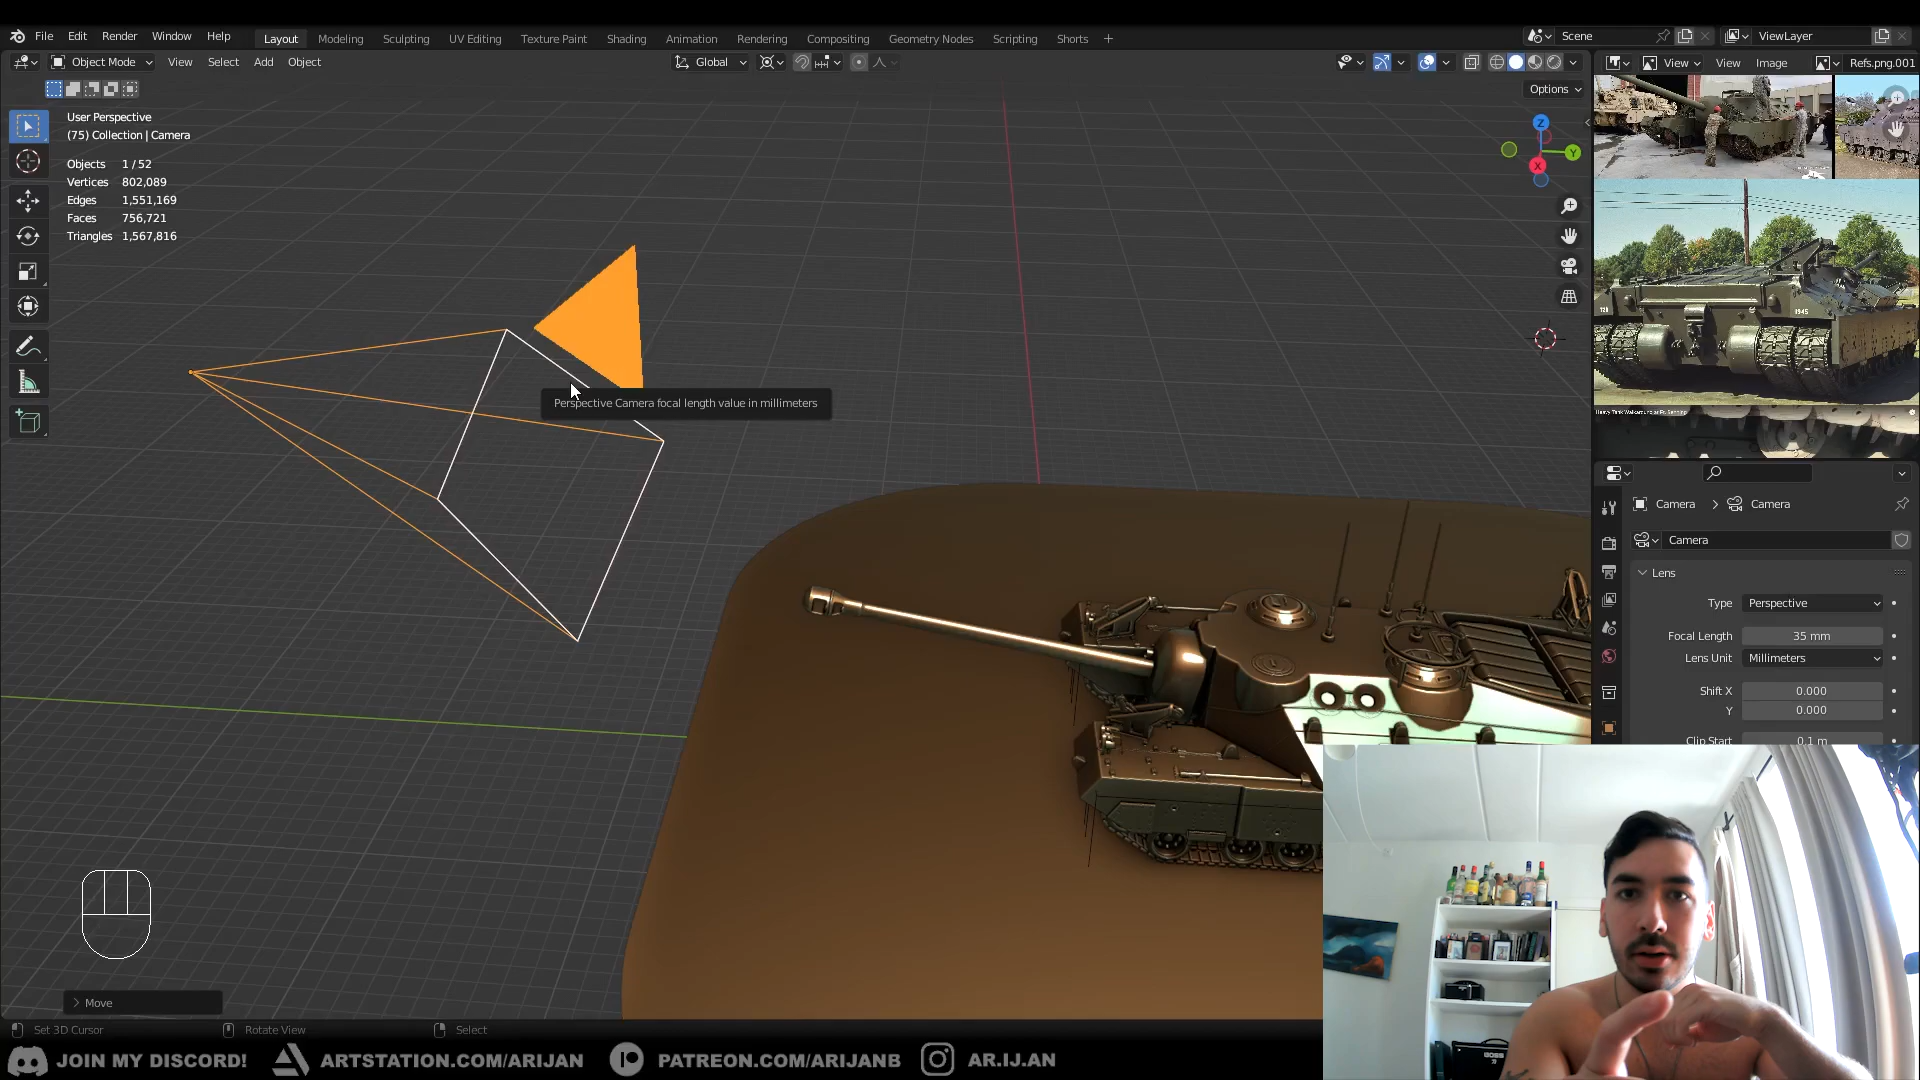 File Edit Render Window Help
Layout Modeling Sculpting UV Editing Texture Paint Shading Animation Rendering Compositing Geometry Nodes Scripting Shorts +
Scene
ViewLayer
Object Mode View Select Add Object
Global
View View Image Refs.png.001
Options
User Perspective
(75) Collection | Camera
Objects 1 / 52
Vertices 802,089
Edges 1,551,169
Faces 756,721
Triangles 1,567,816
Z
Y
X
1945
Perspective Camera focal length value in millimeters
Camera > Camera
Camera
Lens
Type Perspective
Focal Length 35 mm
Lens Unit Millimeters
Shift X 0.000
Y 0.000
Clip Start 0.1 m
Move
Set 3D Cursor Rotate View Select
JOIN MY DISCORD! ARTSTATION.COM/ARIJAN PATREON.COM/ARIJANB AR.IJ.AN